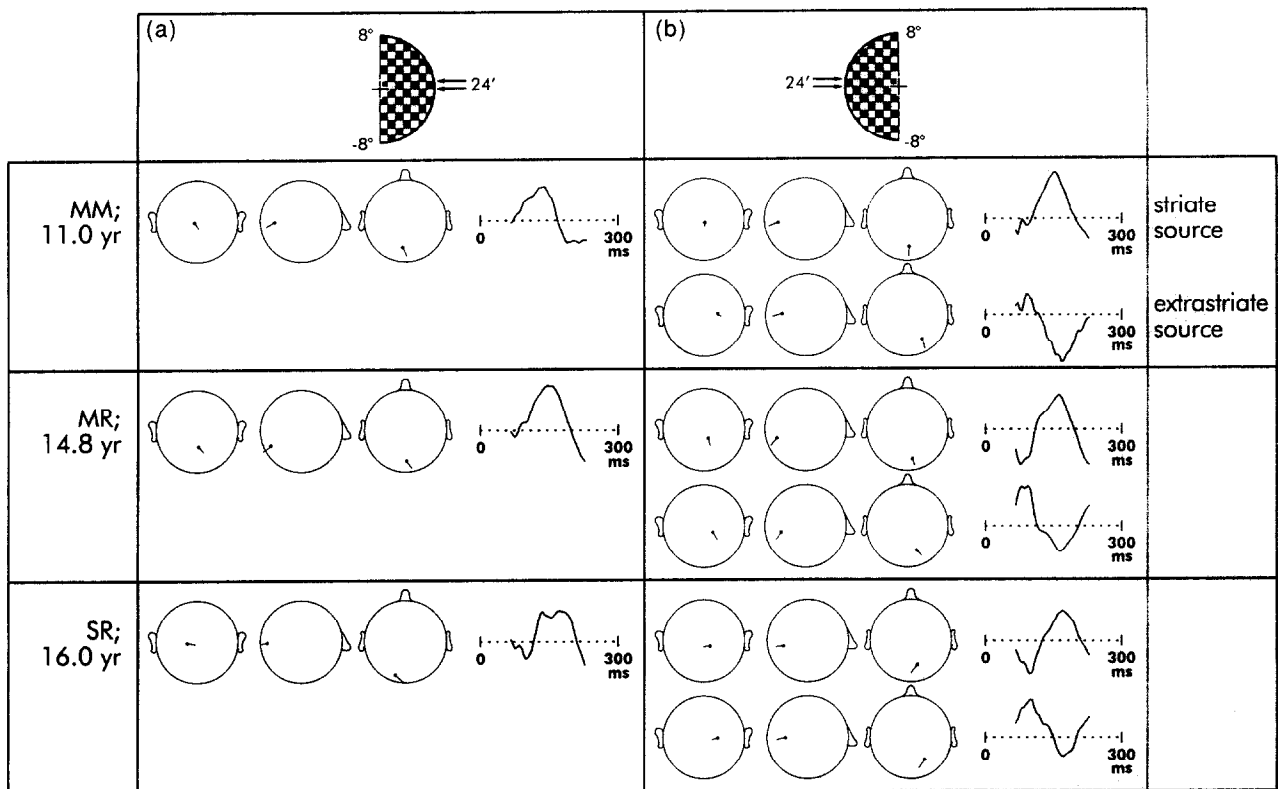 (a)
8°
24'
-8°
(b)
8°
24'
-8°
MM;
11.0 yr
0
300
ms
0
300
ms
striate
source
0
300
ms
extrastriate
source
MR;
14.8 yr
0
300
ms
0
300
ms
0
300
ms
SR;
16.0 yr
0
300
ms
0
300
ms
0
300
ms